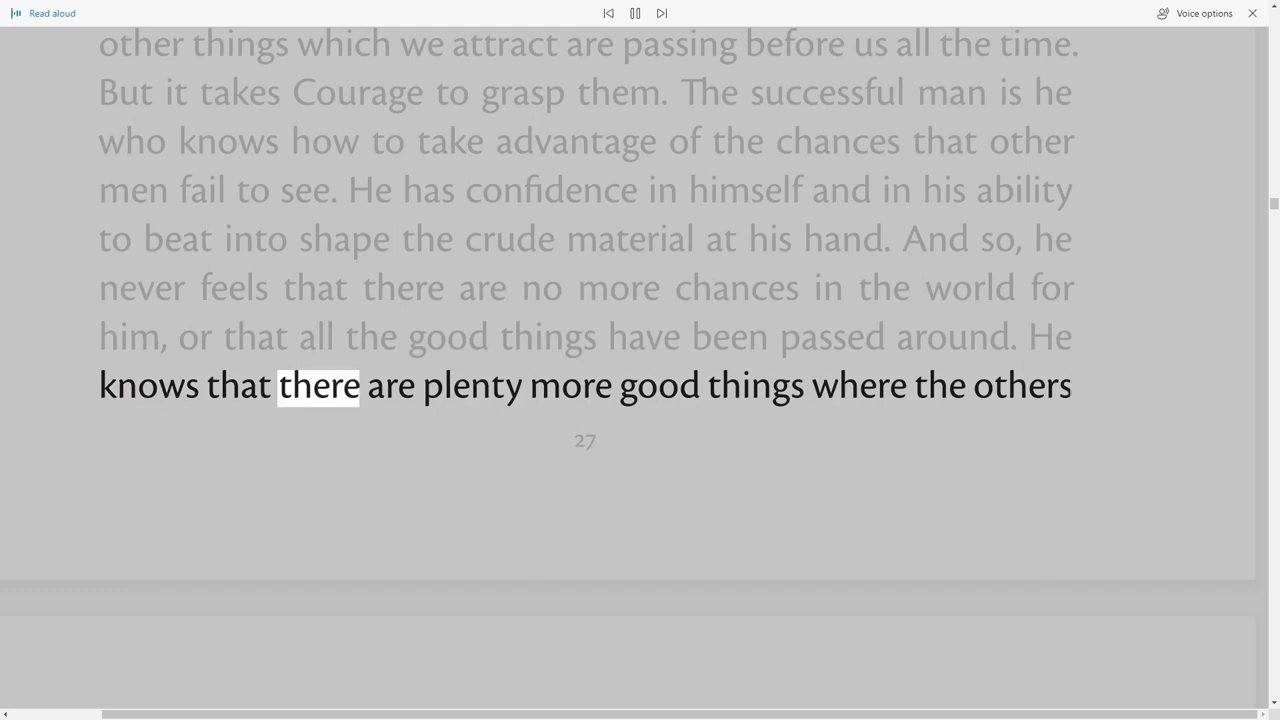 Read aloud
Voice options
other things which we attract are passing before us all the time.
But it takes Courage to grasp them. The successful man is he
who knows how to take advantage of the chances that other
men fail to see. He has confidence in himself and in his ability
to beat into shape the crude material at his hand. And so, he
never feels that there are no more chances in the world for
him, or that all the good things have been passed around. He
knows that there are plenty more good things where the others
27